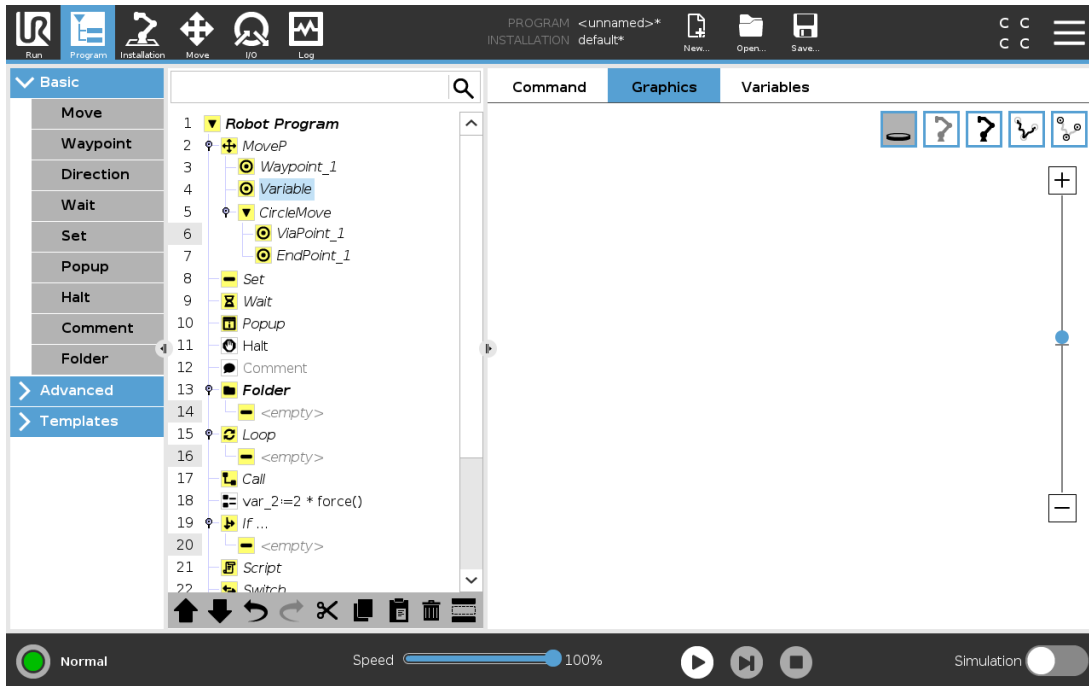 PROGRAM <unnamed>*
INSTALLATION default*
Run
Program
Installation
Move
I/O
Log
New...
Open...
Save...
C C
C C
Basic
Move
Waypoint
Direction
Wait
Set
Popup
Halt
Comment
Folder
Advanced
Templates
1 Robot Program
2 MoveP
3 Waypoint_1
4 Variable
5 CircleMove
6 ViaPoint_1
7 EndPoint_1
8 Set
9 Wait
10 Popup
11 Halt
12 Comment
13 Folder
14 <empty>
15 Loop
16 <empty>
17 Call
18 var_2:=2 * force()
19 If ...
20 <empty>
21 Script
22 Switch
Command
Graphics
Variables
Normal
Speed 100%
Simulation